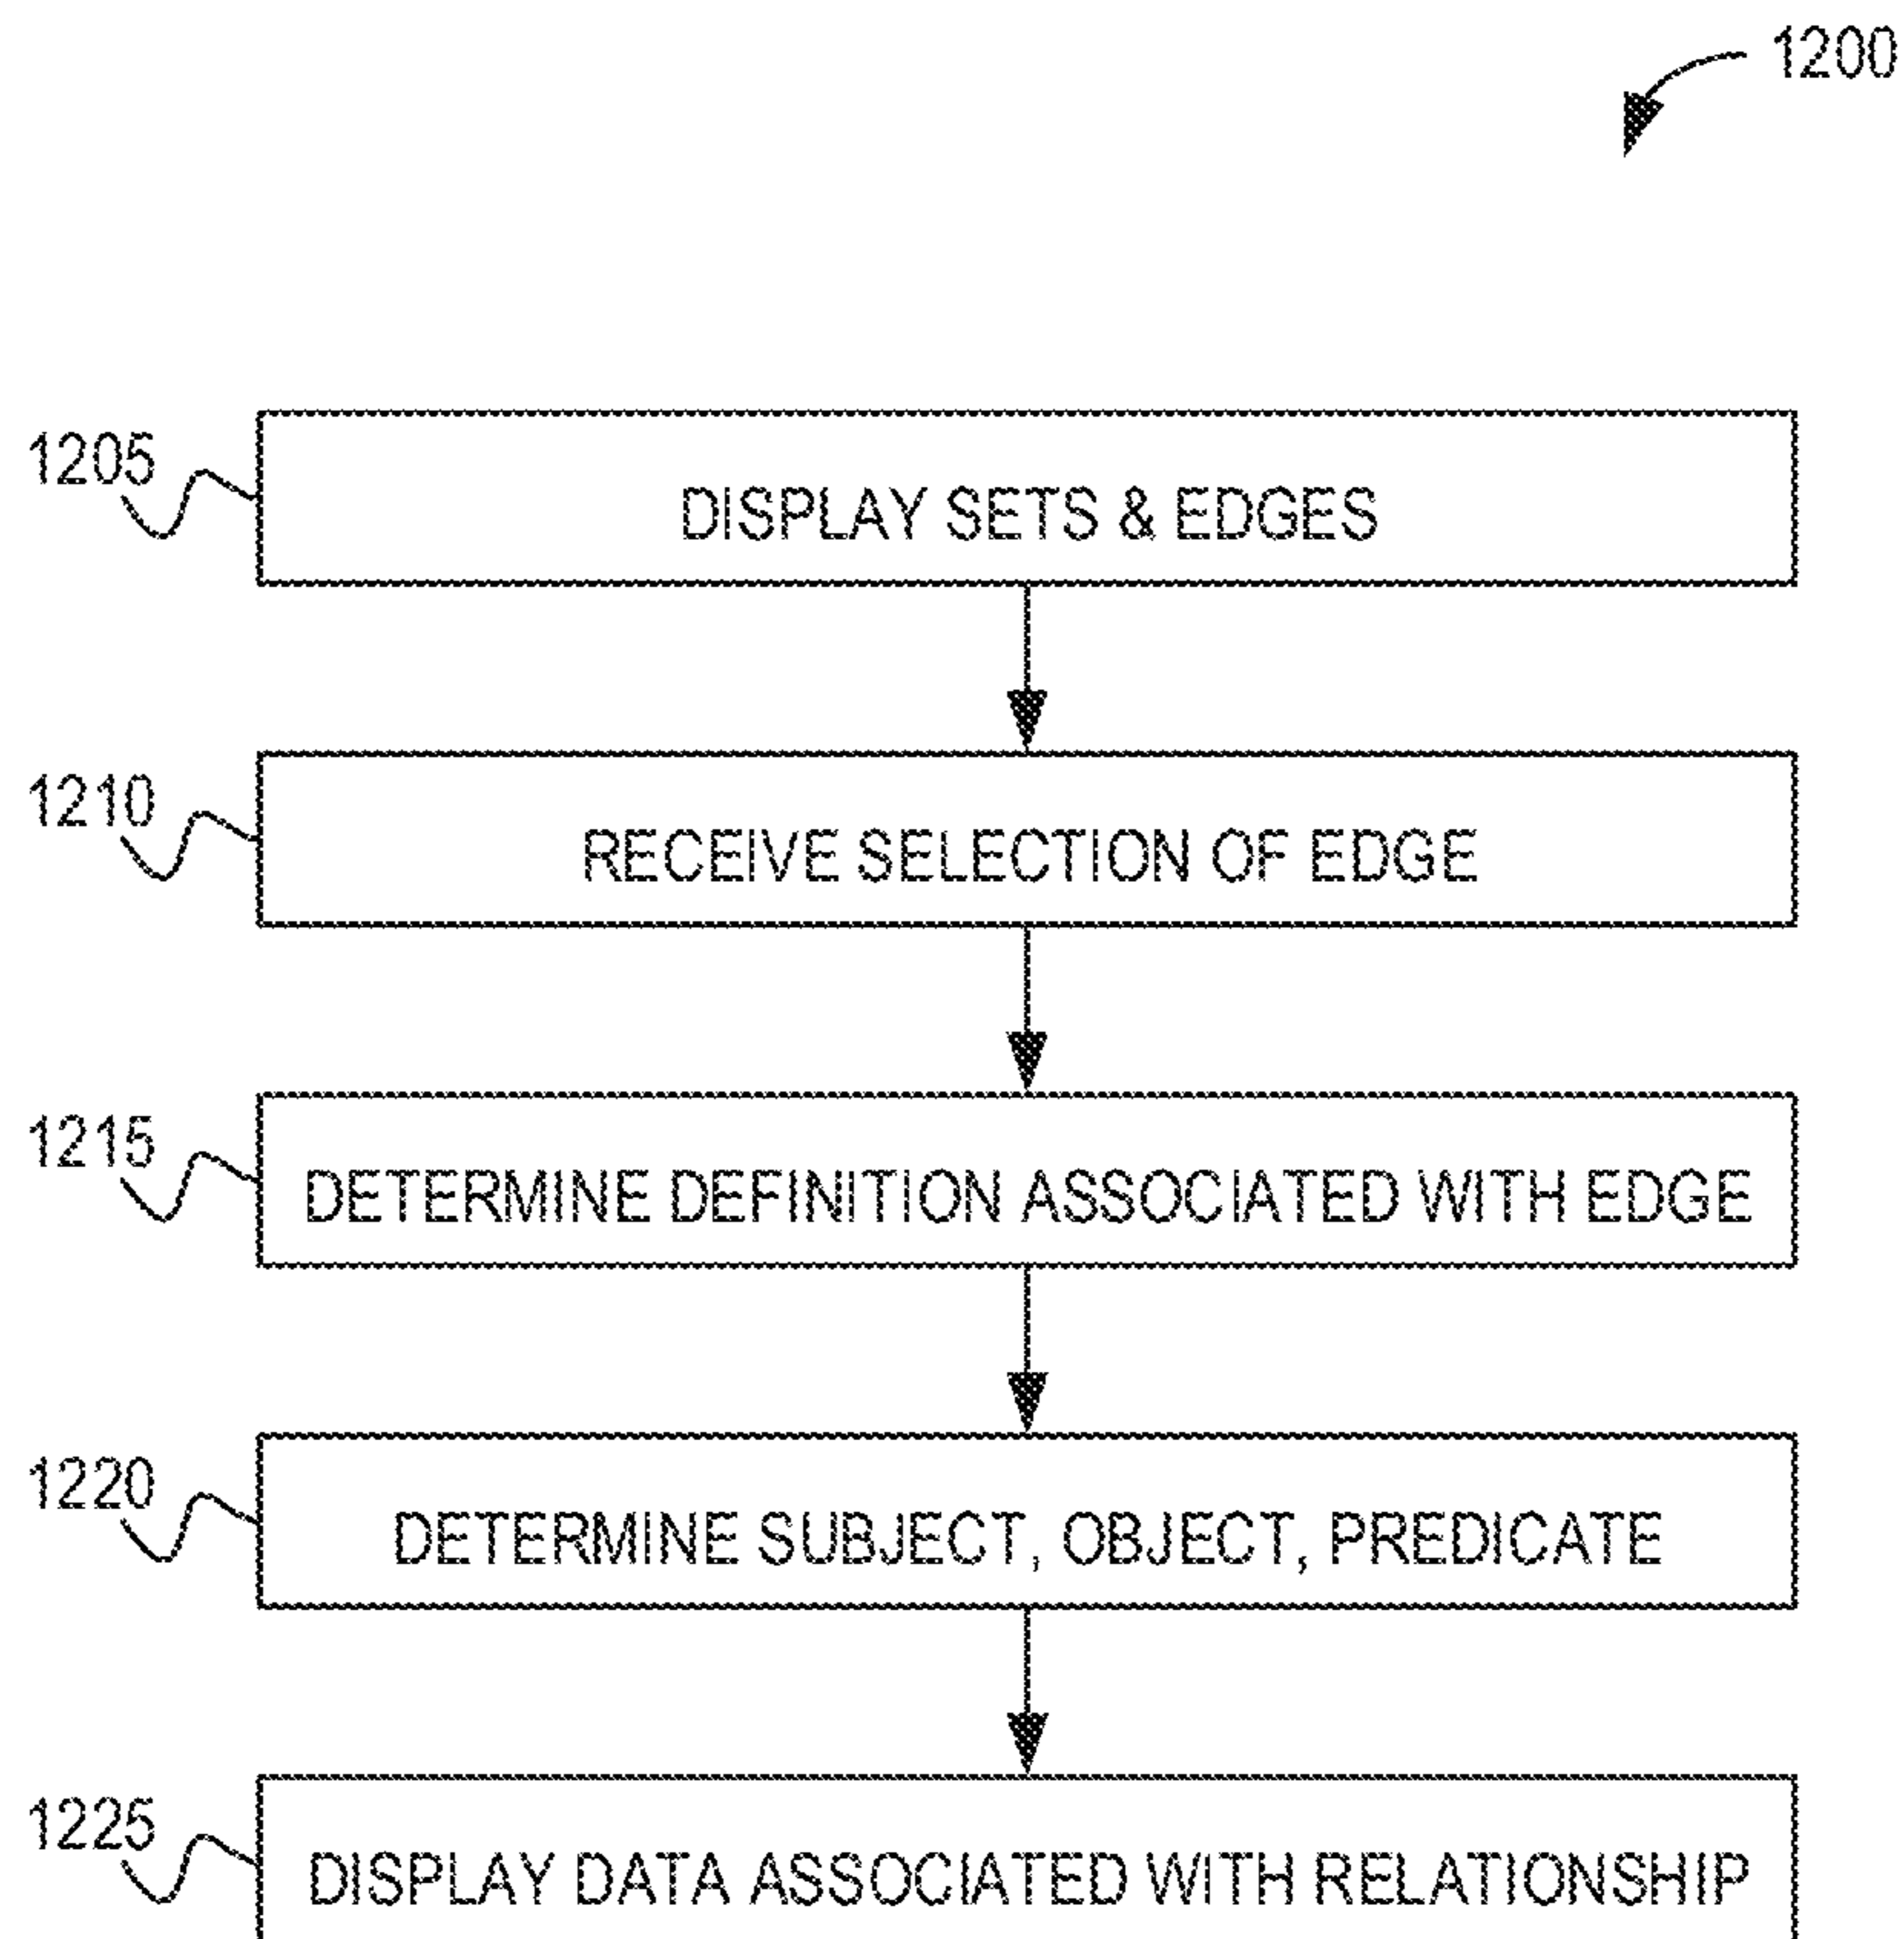 1200
1205
DISPLAY SETS & EDGES
1210
RECEIVE SELECTION OF EDGE
1215
DETERMINE DEFINITION ASSOCIATED WITH EDGE
1220
DETERMINE SUBJECT, OBJECT, PREDICATE
1225
DISPLAY DATA ASSOCIATED WITH RELATIONSHIP